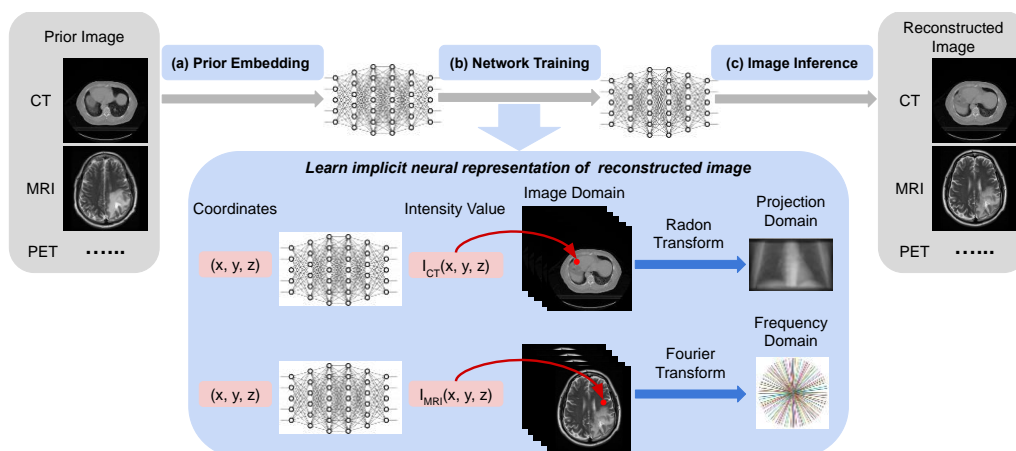 Prior Image
CT
MRI
PET ......
(a) Prior Embedding
(b) Network Training
(c) Image Inference
Reconstructed
Image
CT
MRI
PET ......
Learn implicit neural representation of reconstructed image
Coordinates
Intensity Value
Image Domain
Radon
Transform
Projection
Domain
(x, y, z)
I_CT(x, y, z)
Fourier
Transform
Frequency
Domain
(x, y, z)
I_MRI(x, y, z)